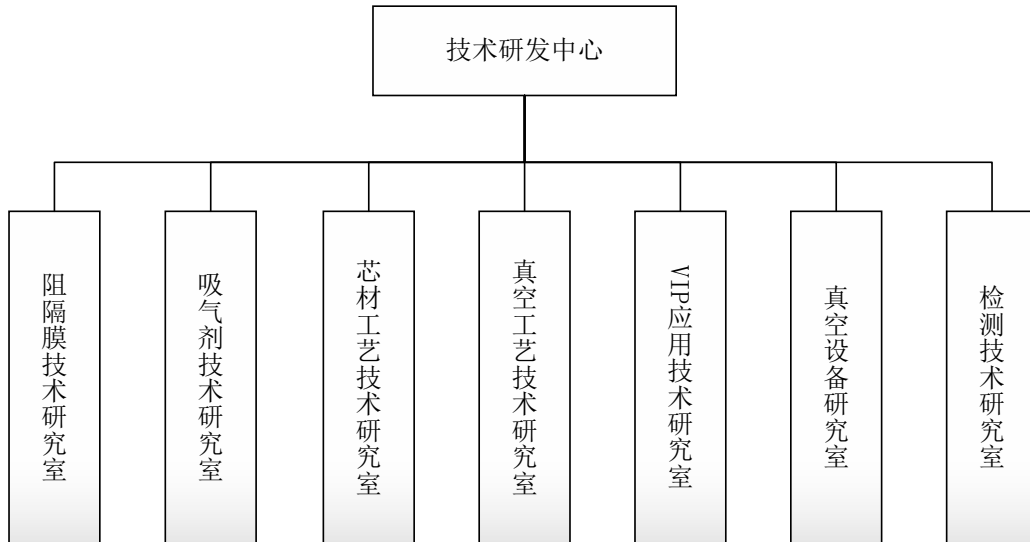 技术研发中心
阻隔膜技术研究室
吸气剂技术研究室
芯材工艺技术研究室
真空工艺技术研究室
VIP应用技术研究室
真空设备研究室
检测技术研究室